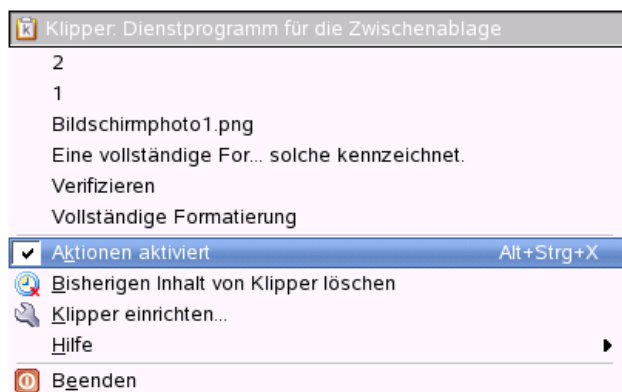 Klipper: Dienstprogramm für die Zwischenablage
2
1
Bildschirmphoto1.png
Eine vollständige For... solche kennzeichnet.
Verifizieren
Vollständige Formatierung
Aktionen aktiviert Alt+Strg+X
Bisherigen Inhalt von Klipper löschen
Klipper einrichten...
Hilfe
Beenden